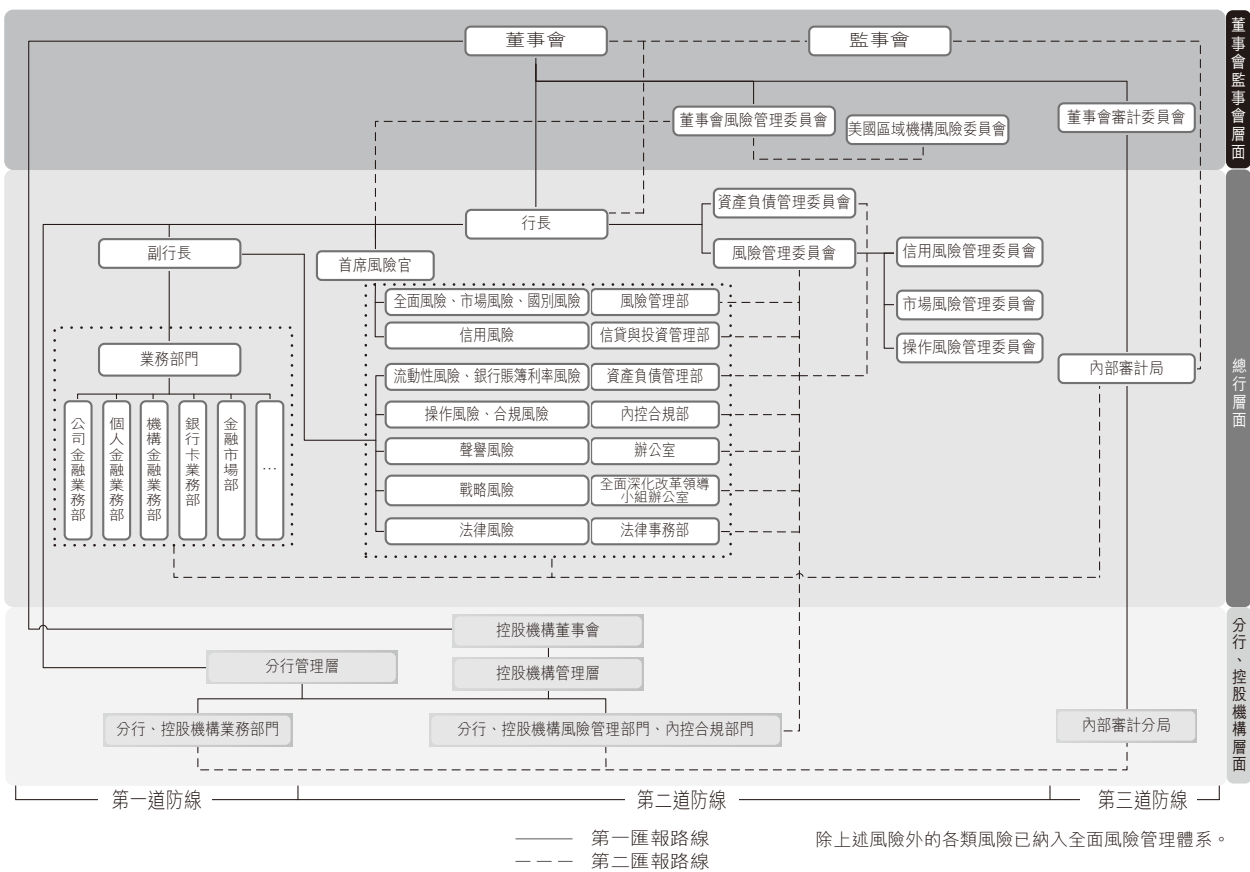 董事會
監事會
董事會監事會層面
董事會風險管理委員會
美國區域機構風險委員會
董事會審計委員會
行長
資產負債管理委員會
副行長
首席風險官
風險管理委員會
信用風險管理委員會
全面風險、市場風險、國別風險
風險管理部
市場風險管理委員會
信用風險
信貸與投資管理部
操作風險管理委員會
業務部門
流動性風險、銀行賬簿利率風險
資產負債管理部
內部審計局
總行層面
公司金融業務部
個人金融業務部
機構金融業務部
銀行卡業務部
金融市場部
…
操作風險、合規風險
內控合規部
聲譽風險
辦公室
戰略風險
全面深化改革領導
小組辦公室
法律風險
法律事務部
控股機構董事會
分行管理層
控股機構管理層
分行、控股機構業務部門
分行、控股機構風險管理部門、內控合規部門
內部審計分局
分行、控股機構層面
第一道防線
第二道防線
第三道防線
第一匯報路線
第二匯報路線
除上述風險外的各類風險已納入全面風險管理體系。